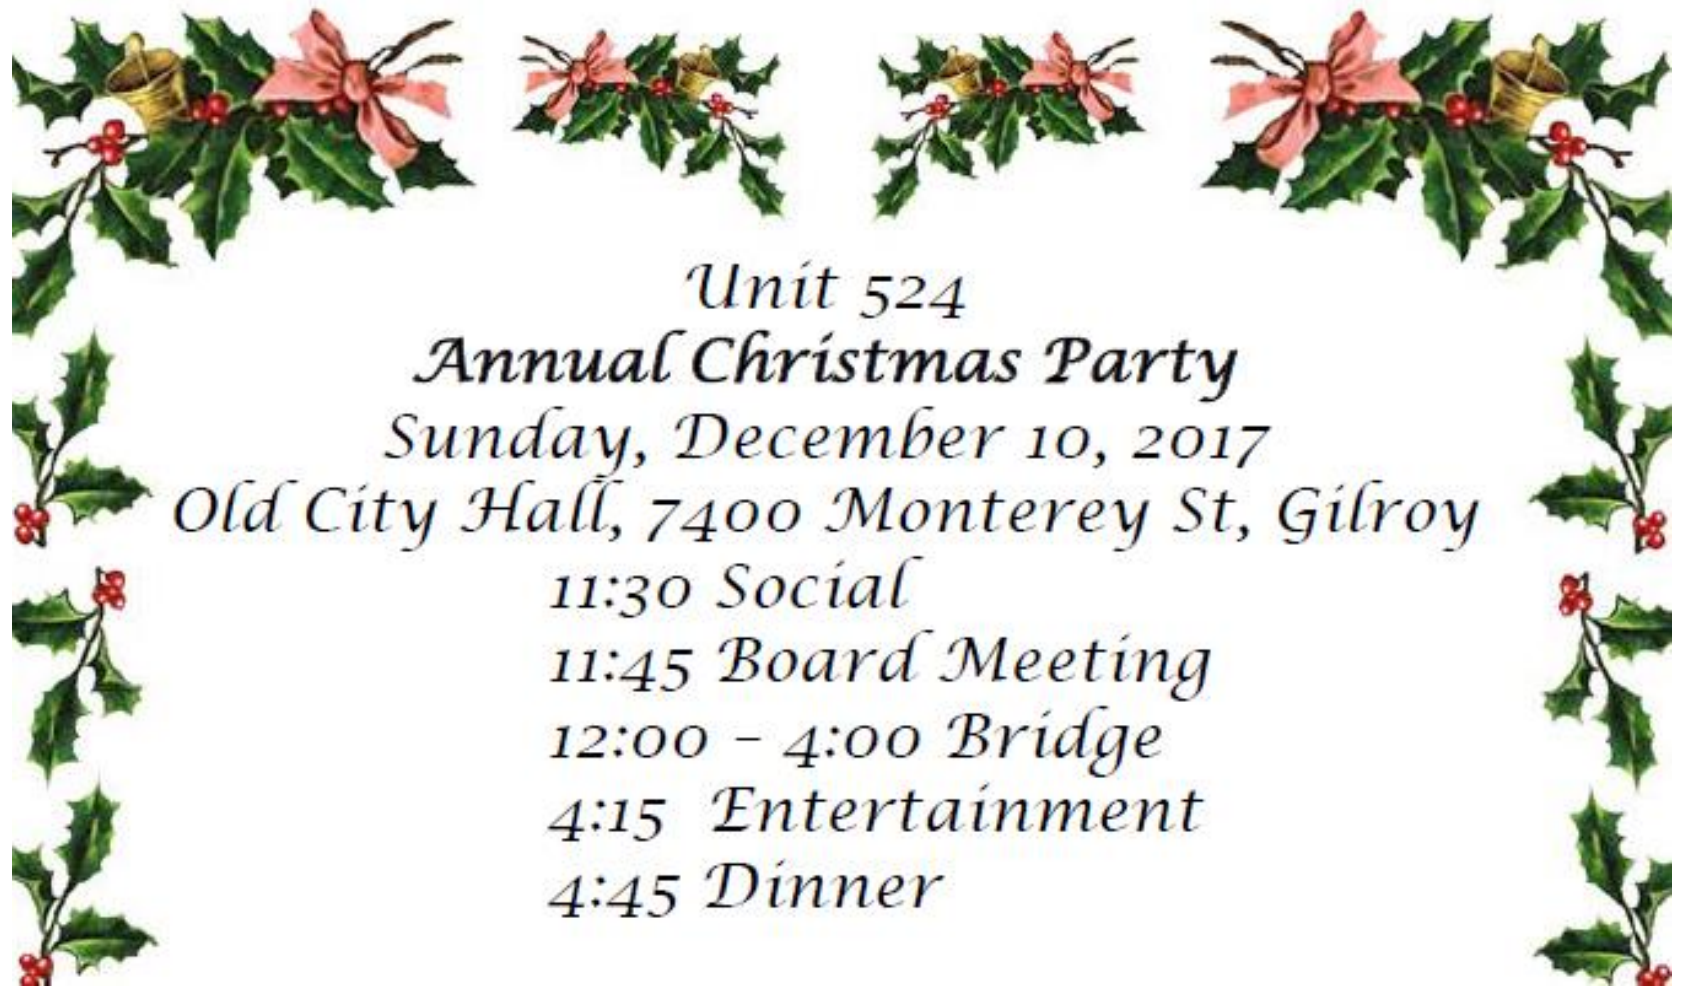 Unit 524
Annual Christmas Party
Sunday, December 10, 2017
Old City Hall, 7400 Monterey St, Gilroy
11:30 Social
11:45 Board Meeting
12:00 – 4:00 Bridge
4:15  Entertainment
4:45 Dinner